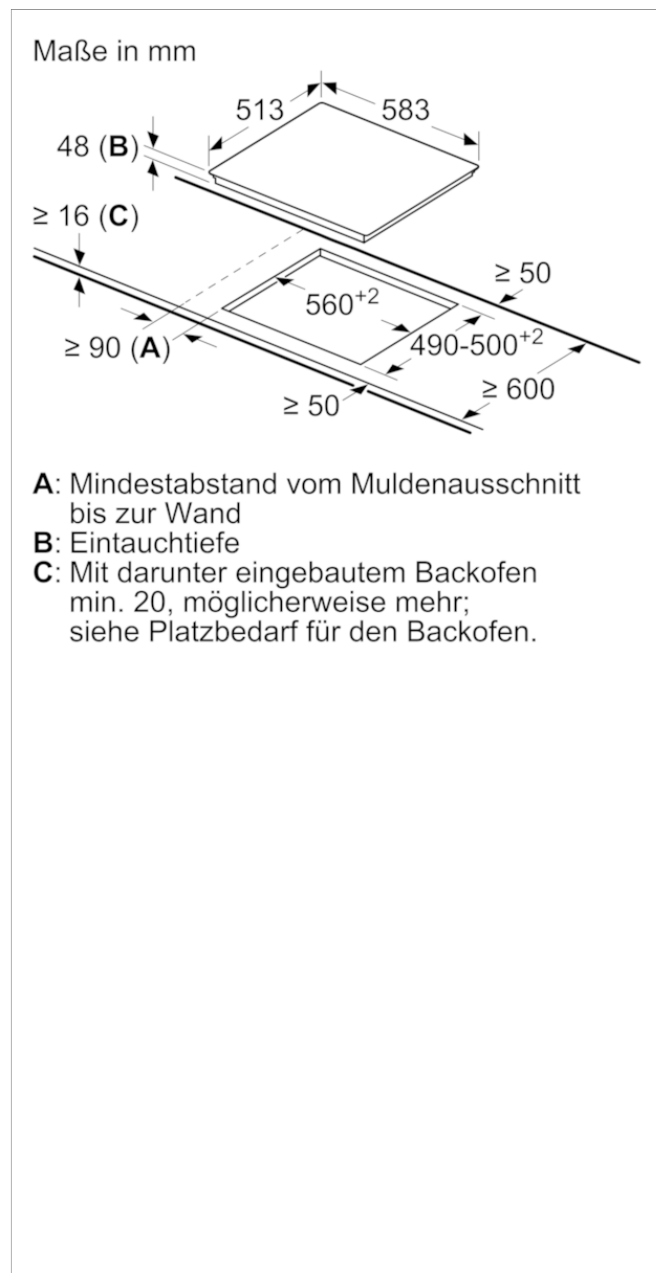 Maße in mm
513
583
48 (B)
≥ 16 (C)
≥ 50
560+2
490-500+2
≥ 90 (A)
≥ 600
≥ 50
A: Mindestabstand vom Muldenausschnitt
bis zur Wand
B: Eintauchtiefe
C: Mit darunter eingebautem Backofen
min. 20, möglicherweise mehr;
siehe Platzbedarf für den Backofen.